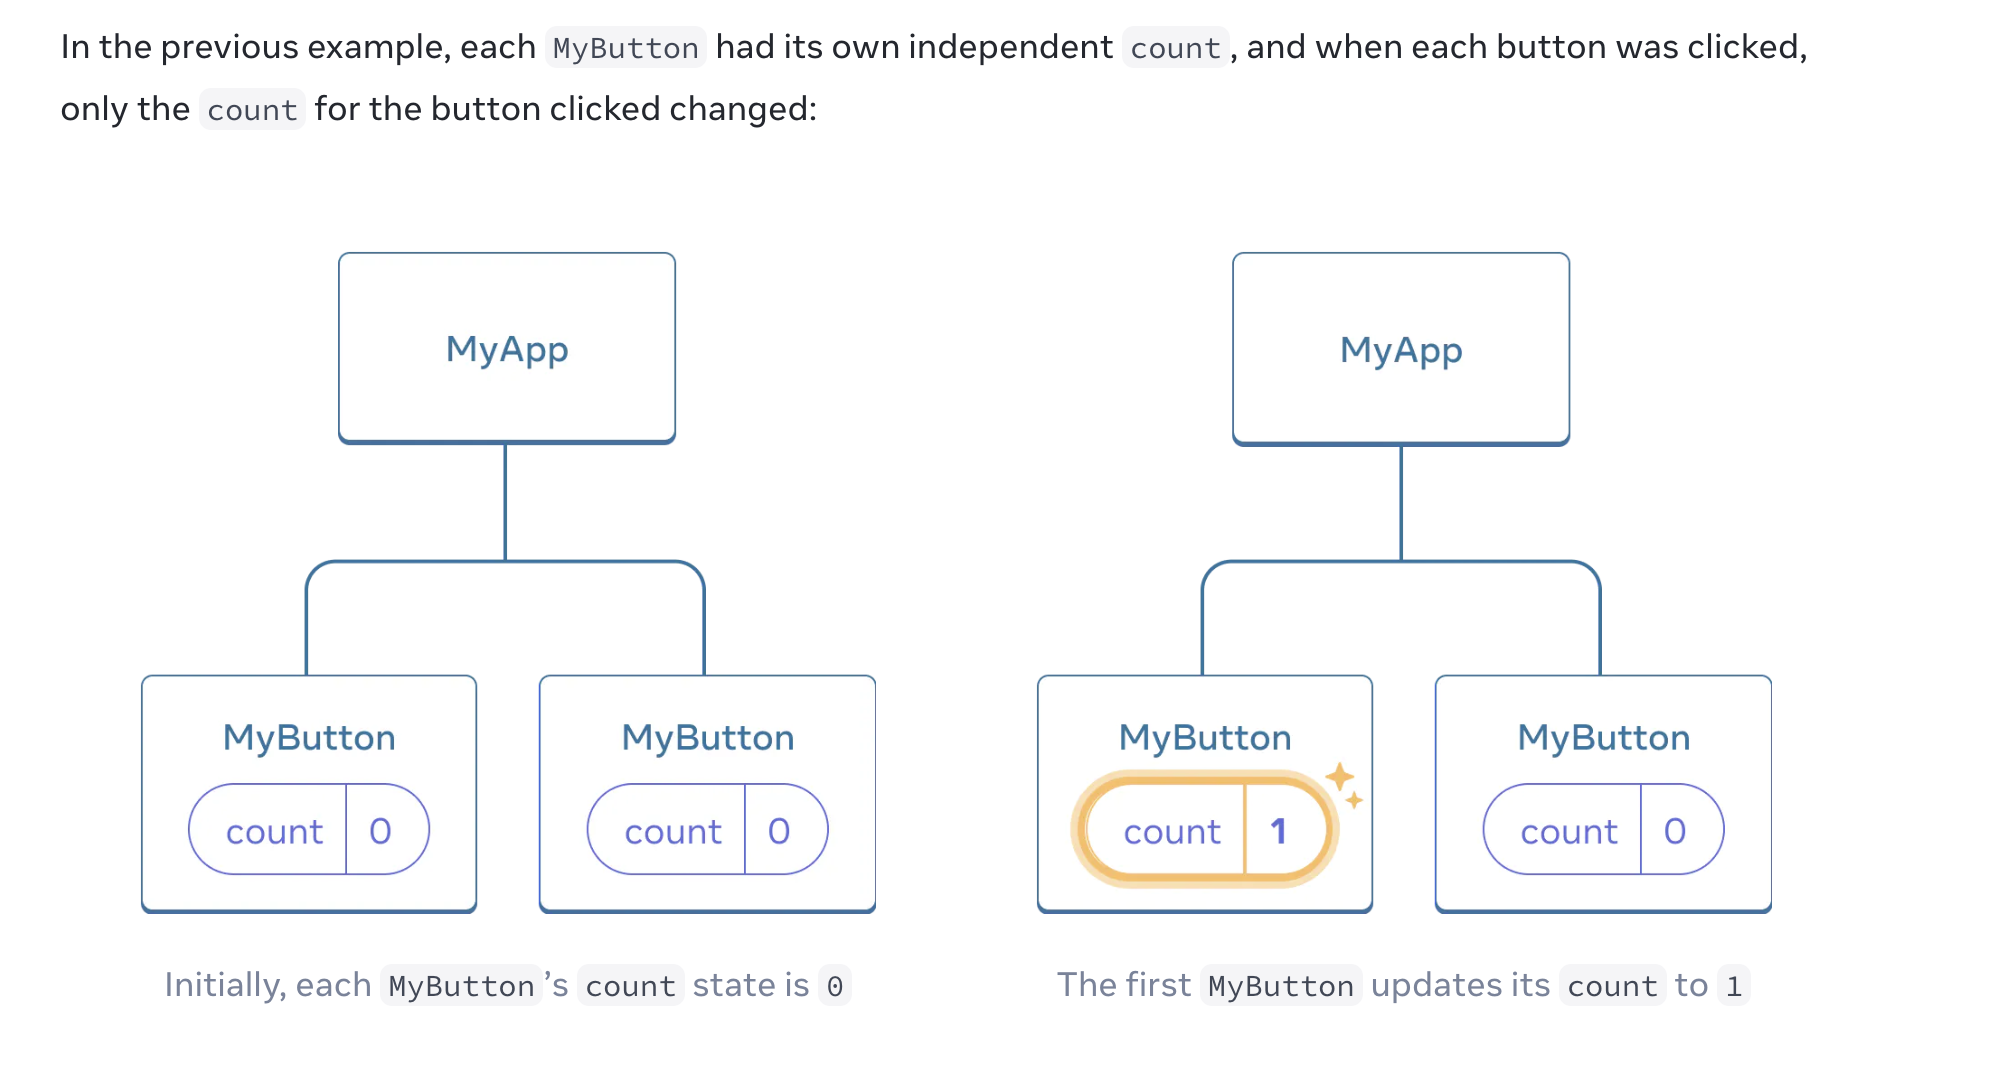 In the previous example, each MyButton had its own independent count, and when each button was clicked,
only the count for the button clicked changed:
MyApp
MyButton
count 0
MyButton
count 0
Initially, each MyButton’s count state is 0
MyApp
MyButton
count 1
MyButton
count 0
The first MyButton updates its count to 1